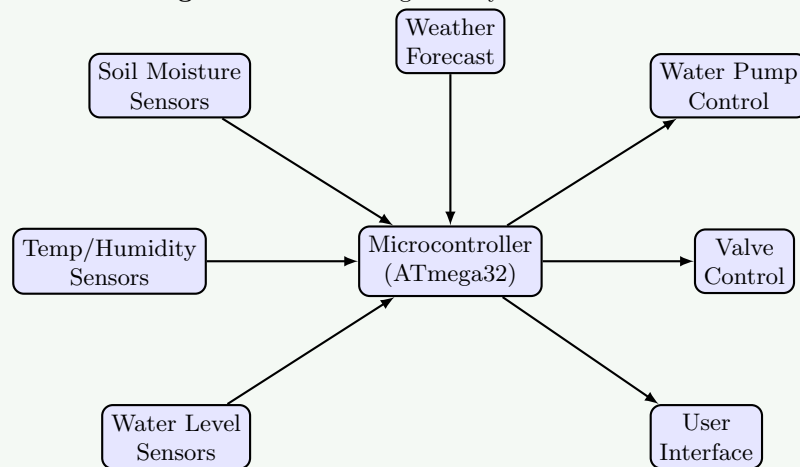 Weather
Forecast
Soil Moisture
Sensors
Water Pump
Control
Temp/Humidity
Sensors
Microcontroller
(ATmega32)
Valve
Control
Water Level
Sensors
User
Interface